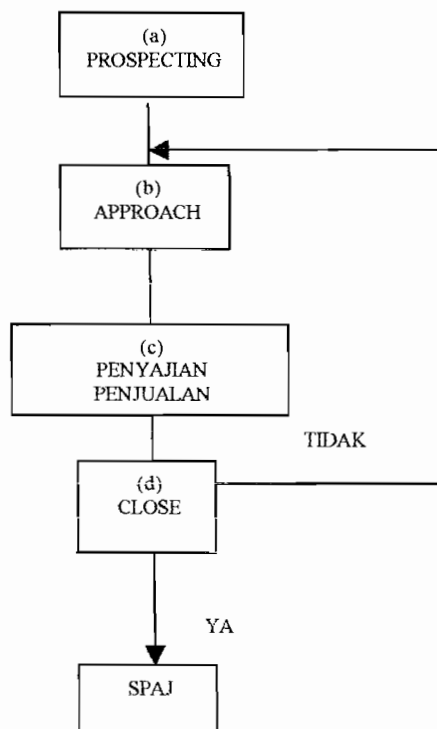 (a)
PROSPECTING
(b)
APPROACH
(c)
PENYAJIAN
PENJUALAN
TIDAK
(d)
CLOSE
YA
SPAJ